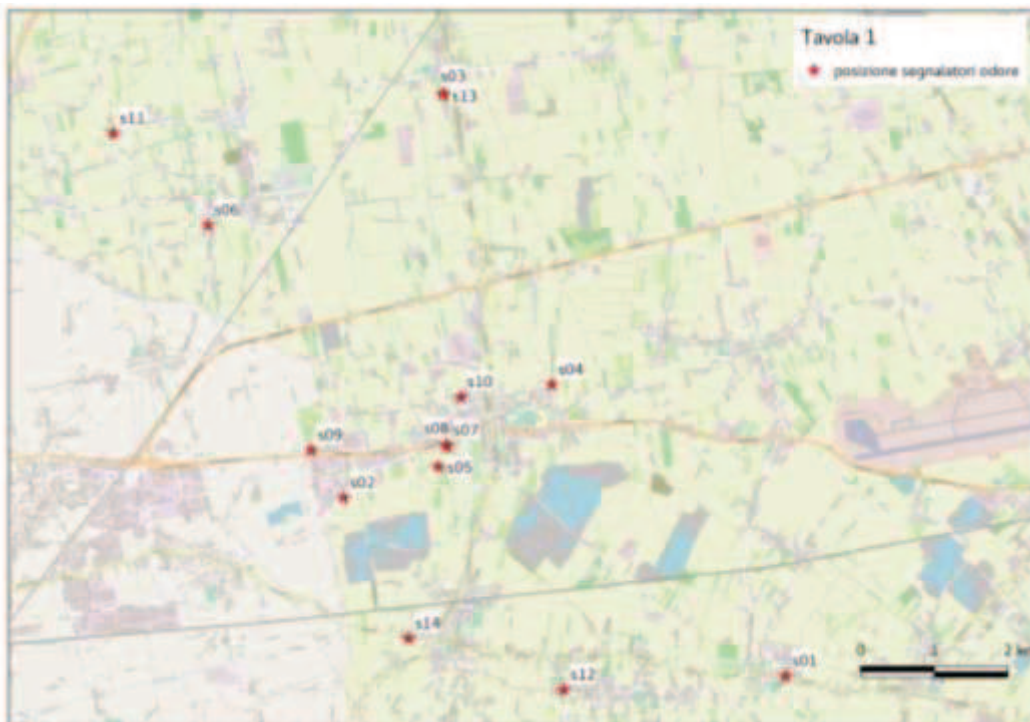 Tavola 1
posizione segnalatori odore
s03
s13
s11
s06
s04
s10
s08
s07
s09
s05
s02
s14
s12
s01
0 1 2 km